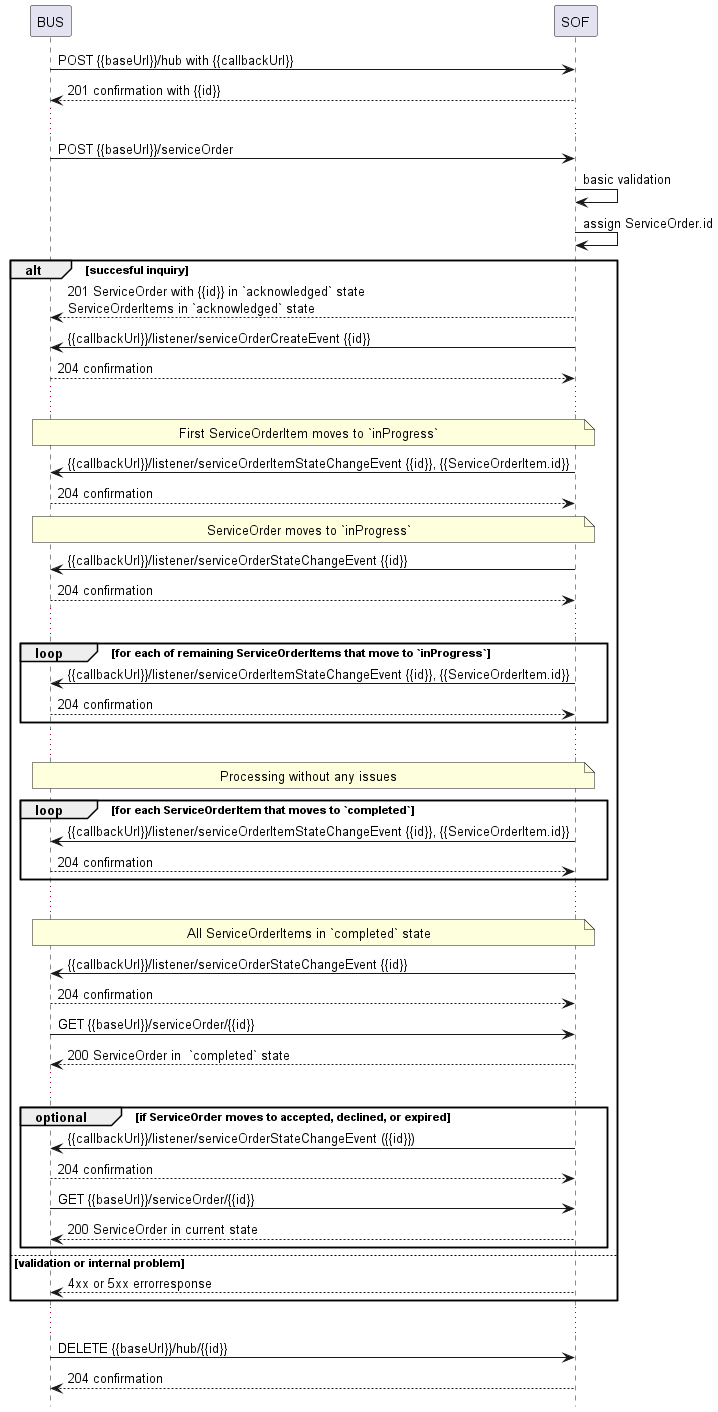 BUS
SOF
POST {{baseUrl}}/hub with {{callbackUrl}}
201 confirmation with {{id}}
POST {{baseUrl}}/serviceOrder
basic validation
assign ServiceOrder.id
alt
[succesful inquiry]
201 ServiceOrder with {{id}} in `acknowledged` state
ServiceOrderItems in `acknowledged` state
{{callbackUrl}}/listener/serviceOrderCreateEvent {{id}}
204 confirmation
First ServiceOrderItem moves to `inProgress`
{{callbackUrl}}/listener/serviceOrderItemStateChangeEvent {{id}}, {{ServiceOrderItem.id}}
204 confirmation
ServiceOrder moves to `inProgress`
{{callbackUrl}}/listener/serviceOrderStateChangeEvent {{id}}
204 confirmation
loop
[for each of remaining ServiceOrderItems that move to `inProgress`]
{{callbackUrl}}/listener/serviceOrderItemStateChangeEvent {{id}}, {{ServiceOrderItem.id}}
204 confirmation
Processing without any issues
loop
[for each ServiceOrderItem that moves to `completed`]
{{callbackUrl}}/listener/serviceOrderItemStateChangeEvent {{id}}, {{ServiceOrderItem.id}}
204 confirmation
All ServiceOrderItems in `completed` state
{{callbackUrl}}/listener/serviceOrderStateChangeEvent {{id}}
204 confirmation
GET {{baseUrl}}/serviceOrder/{{id}}
200 ServiceOrder in  `completed` state
optional
[if ServiceOrder moves to accepted, declined, or expired]
{{callbackUrl}}/listener/serviceOrderStateChangeEvent ({{id}})
204 confirmation
GET {{baseUrl}}/serviceOrder/{{id}}
200 ServiceOrder in current state
[validation or internal problem]
4xx or 5xx errorresponse
DELETE {{baseUrl}}/hub/{{id}}
204 confirmation